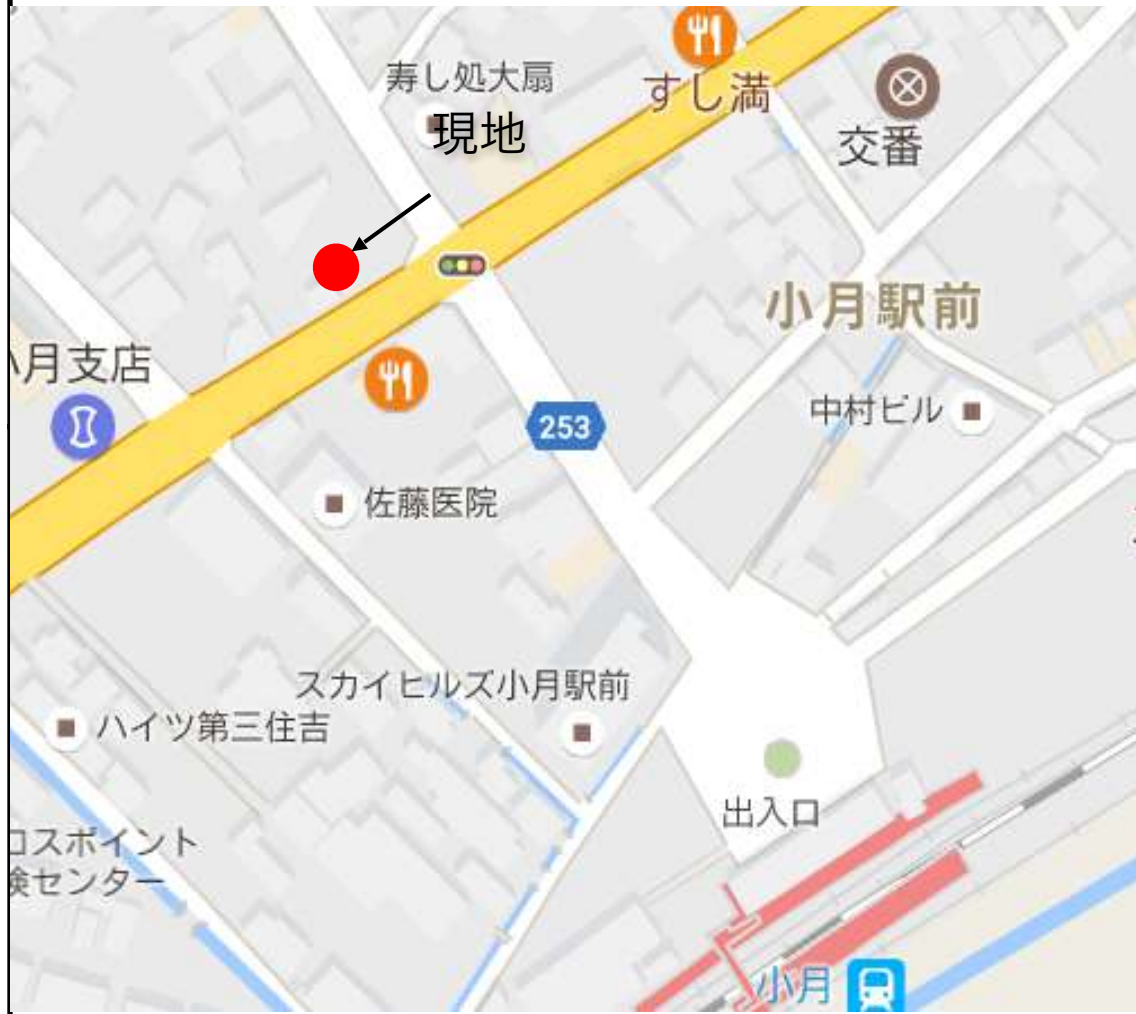 寿し処大扇
すし満
現地
交番
小月駅前
月支店
中村ビル
253
佐藤医院
スカイヒルズ小月駅前
ハイツ第三住吉
出入口
ロスポイント
検センター
小月